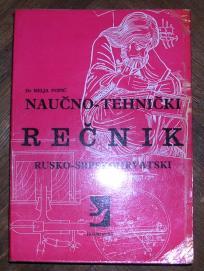 Dr MILJA POPIĆ
NAUČNO-TEHNIČKI
REČNIK
RUSKO-SRPSKOHRVATSKI